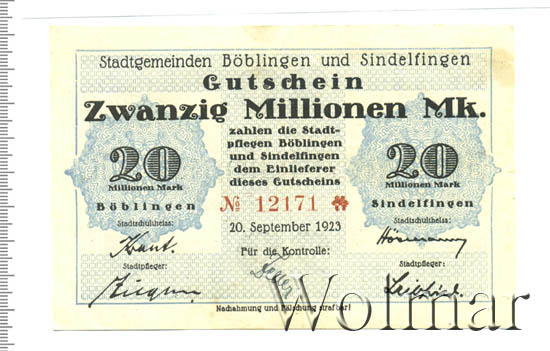 Stadtgemeinden Böblingen und Sindelfingen
Gutschein
Zwanzig Millionen Mk.
zahlen die Stadt-
pflegen Böblingen
und Sindelfingen
dem Einlieferer
dieses Gutscheins
20
Millionen Mark
Böblingen
Stadtschultheiss:
Stadtpfleger:
20
Millionen Mark
Sindelfingen
Stadtschultheiss:
Hörmann
Stadtpfleger:
№ 12171
20. September 1923
Für die Kontrolle:
Nachahmung und Fälschung strafbar!
Wolmar